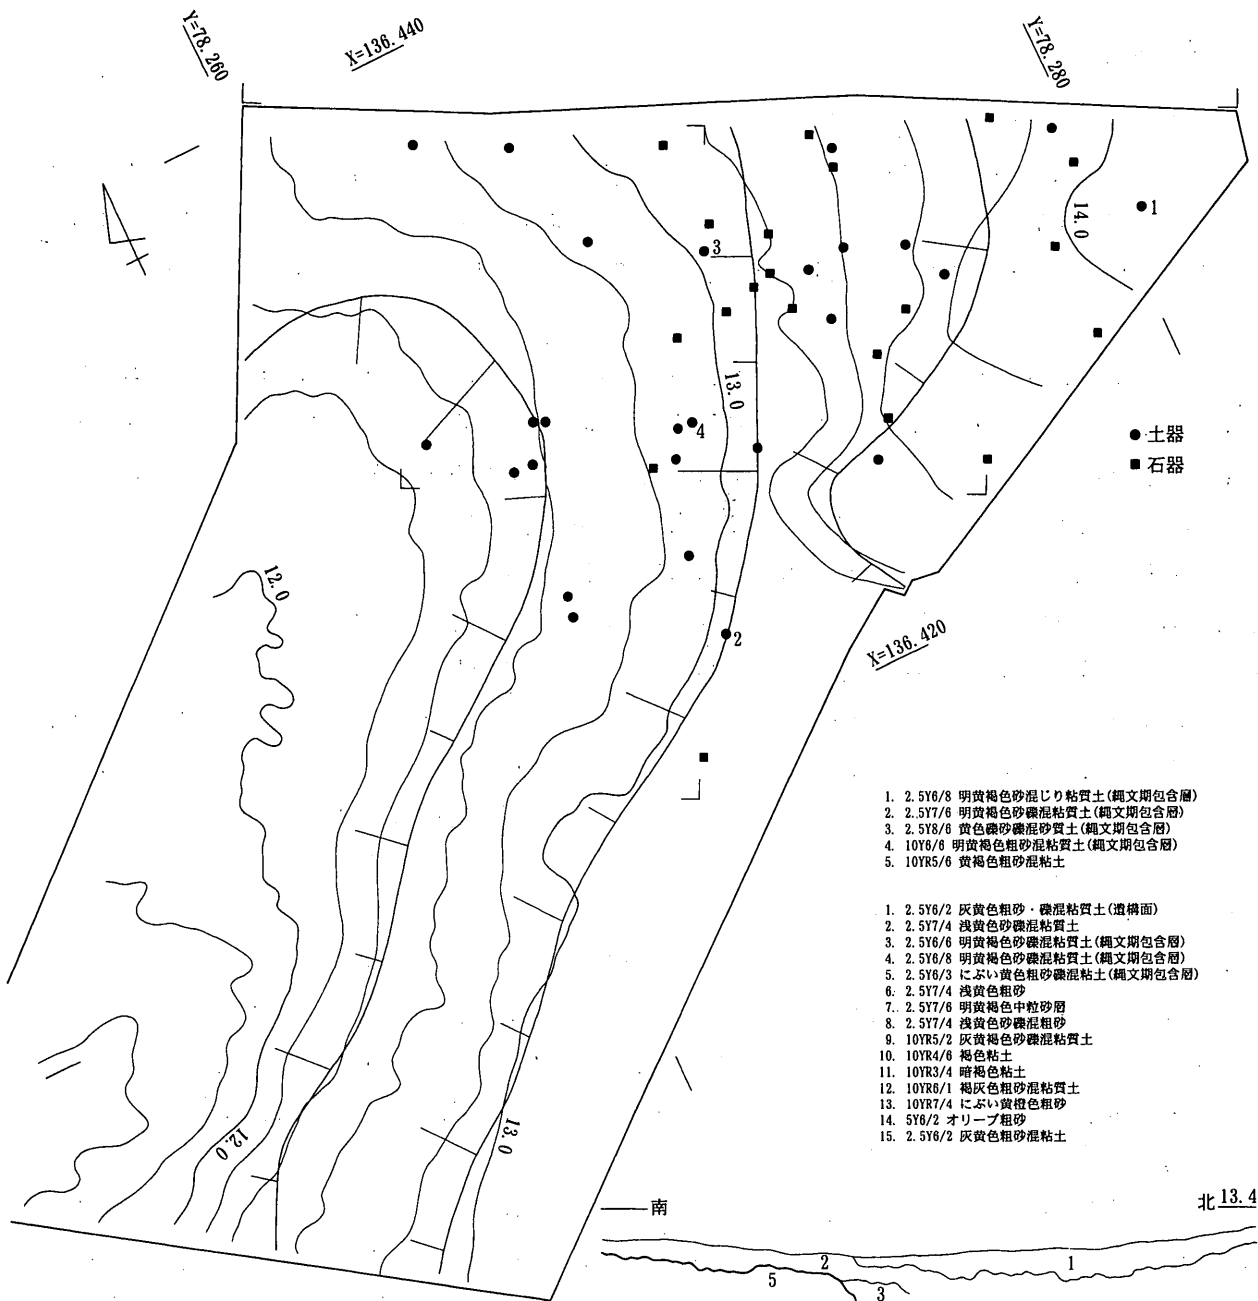 Y=78.260
X=136.440
Y=78.280
1
14.0
3
13.0
4
● 土器
■ 石器
12.0
2
X=136.420
1. 2.5Y6/8 明黄褐色砂混じり粘質土(縄文期包含層)
2. 2.5Y7/6 明黄褐色砂礫混粘質土(縄文期包含層)
3. 2.5Y8/6 黄色礫砂礫混砂質土(縄文期包含層)
4. 10Y6/6 明黄褐色粗砂混粘質土(縄文期包含層)
5. 10YR5/6 黄褐色粗砂混粘土
1. 2.5Y6/2 灰黄色粗砂・礫混粘質土(遺構面)
2. 2.5Y7/4 浅黄色砂礫混粘質土
3. 2.5Y6/6 明黄褐色砂礫混粘質土(縄文期包含層)
4. 2.5Y6/8 明黄褐色砂礫混粘質土(縄文期包含層)
5. 2.5Y6/3 にぶい黄色粗砂礫混粘土(縄文期包含層)
6. 2.5Y7/4 浅黄色粗砂
7. 2.5Y7/6 明黄褐色中粒砂層
8. 2.5Y7/4 浅黄色砂礫混粗砂
9. 10YR5/2 灰黄褐色砂礫混粘質土
10. 10YR4/6 褐色粘土
11. 10YR3/4 暗褐色粘土
12. 10YR6/1 褐灰色粗砂混粘質土
13. 10YR7/4 にぶい黄橙色粗砂
14. 5Y6/2 オリーブ粗砂
15. 2.5Y6/2 灰黄色粗砂混粘土
12.0
13.0
南
北 13.4
2
1
5
3